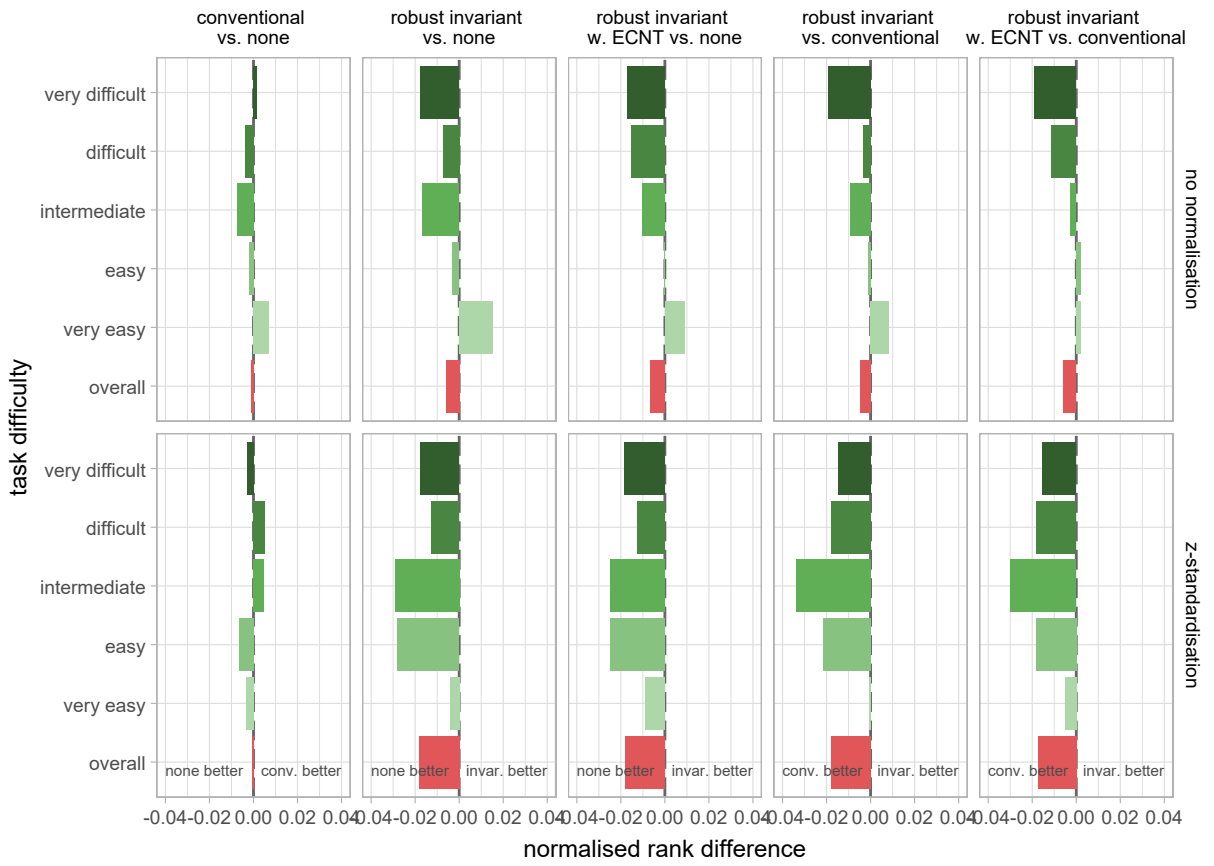 conventional
vs. none
robust invariant
vs. none
robust invariant
w. ECNT vs. none
robust invariant
vs. conventional
robust invariant
w. ECNT vs. conventional
task difficulty
very difficult
difficult
intermediate
easy
very easy
overall
no normalisation
very difficult
difficult
intermediate
easy
very easy
overall
z-standardisation
none better conv. better
none better invar. better
none better invar. better
conv. better invar. better
conv. better invar. better
-0.04 -0.02 0.00 0.02 0.04
-0.04 -0.02 0.00 0.02 0.04
-0.04 -0.02 0.00 0.02 0.04
-0.04 -0.02 0.00 0.02 0.04
-0.04 -0.02 0.00 0.02 0.04
normalised rank difference